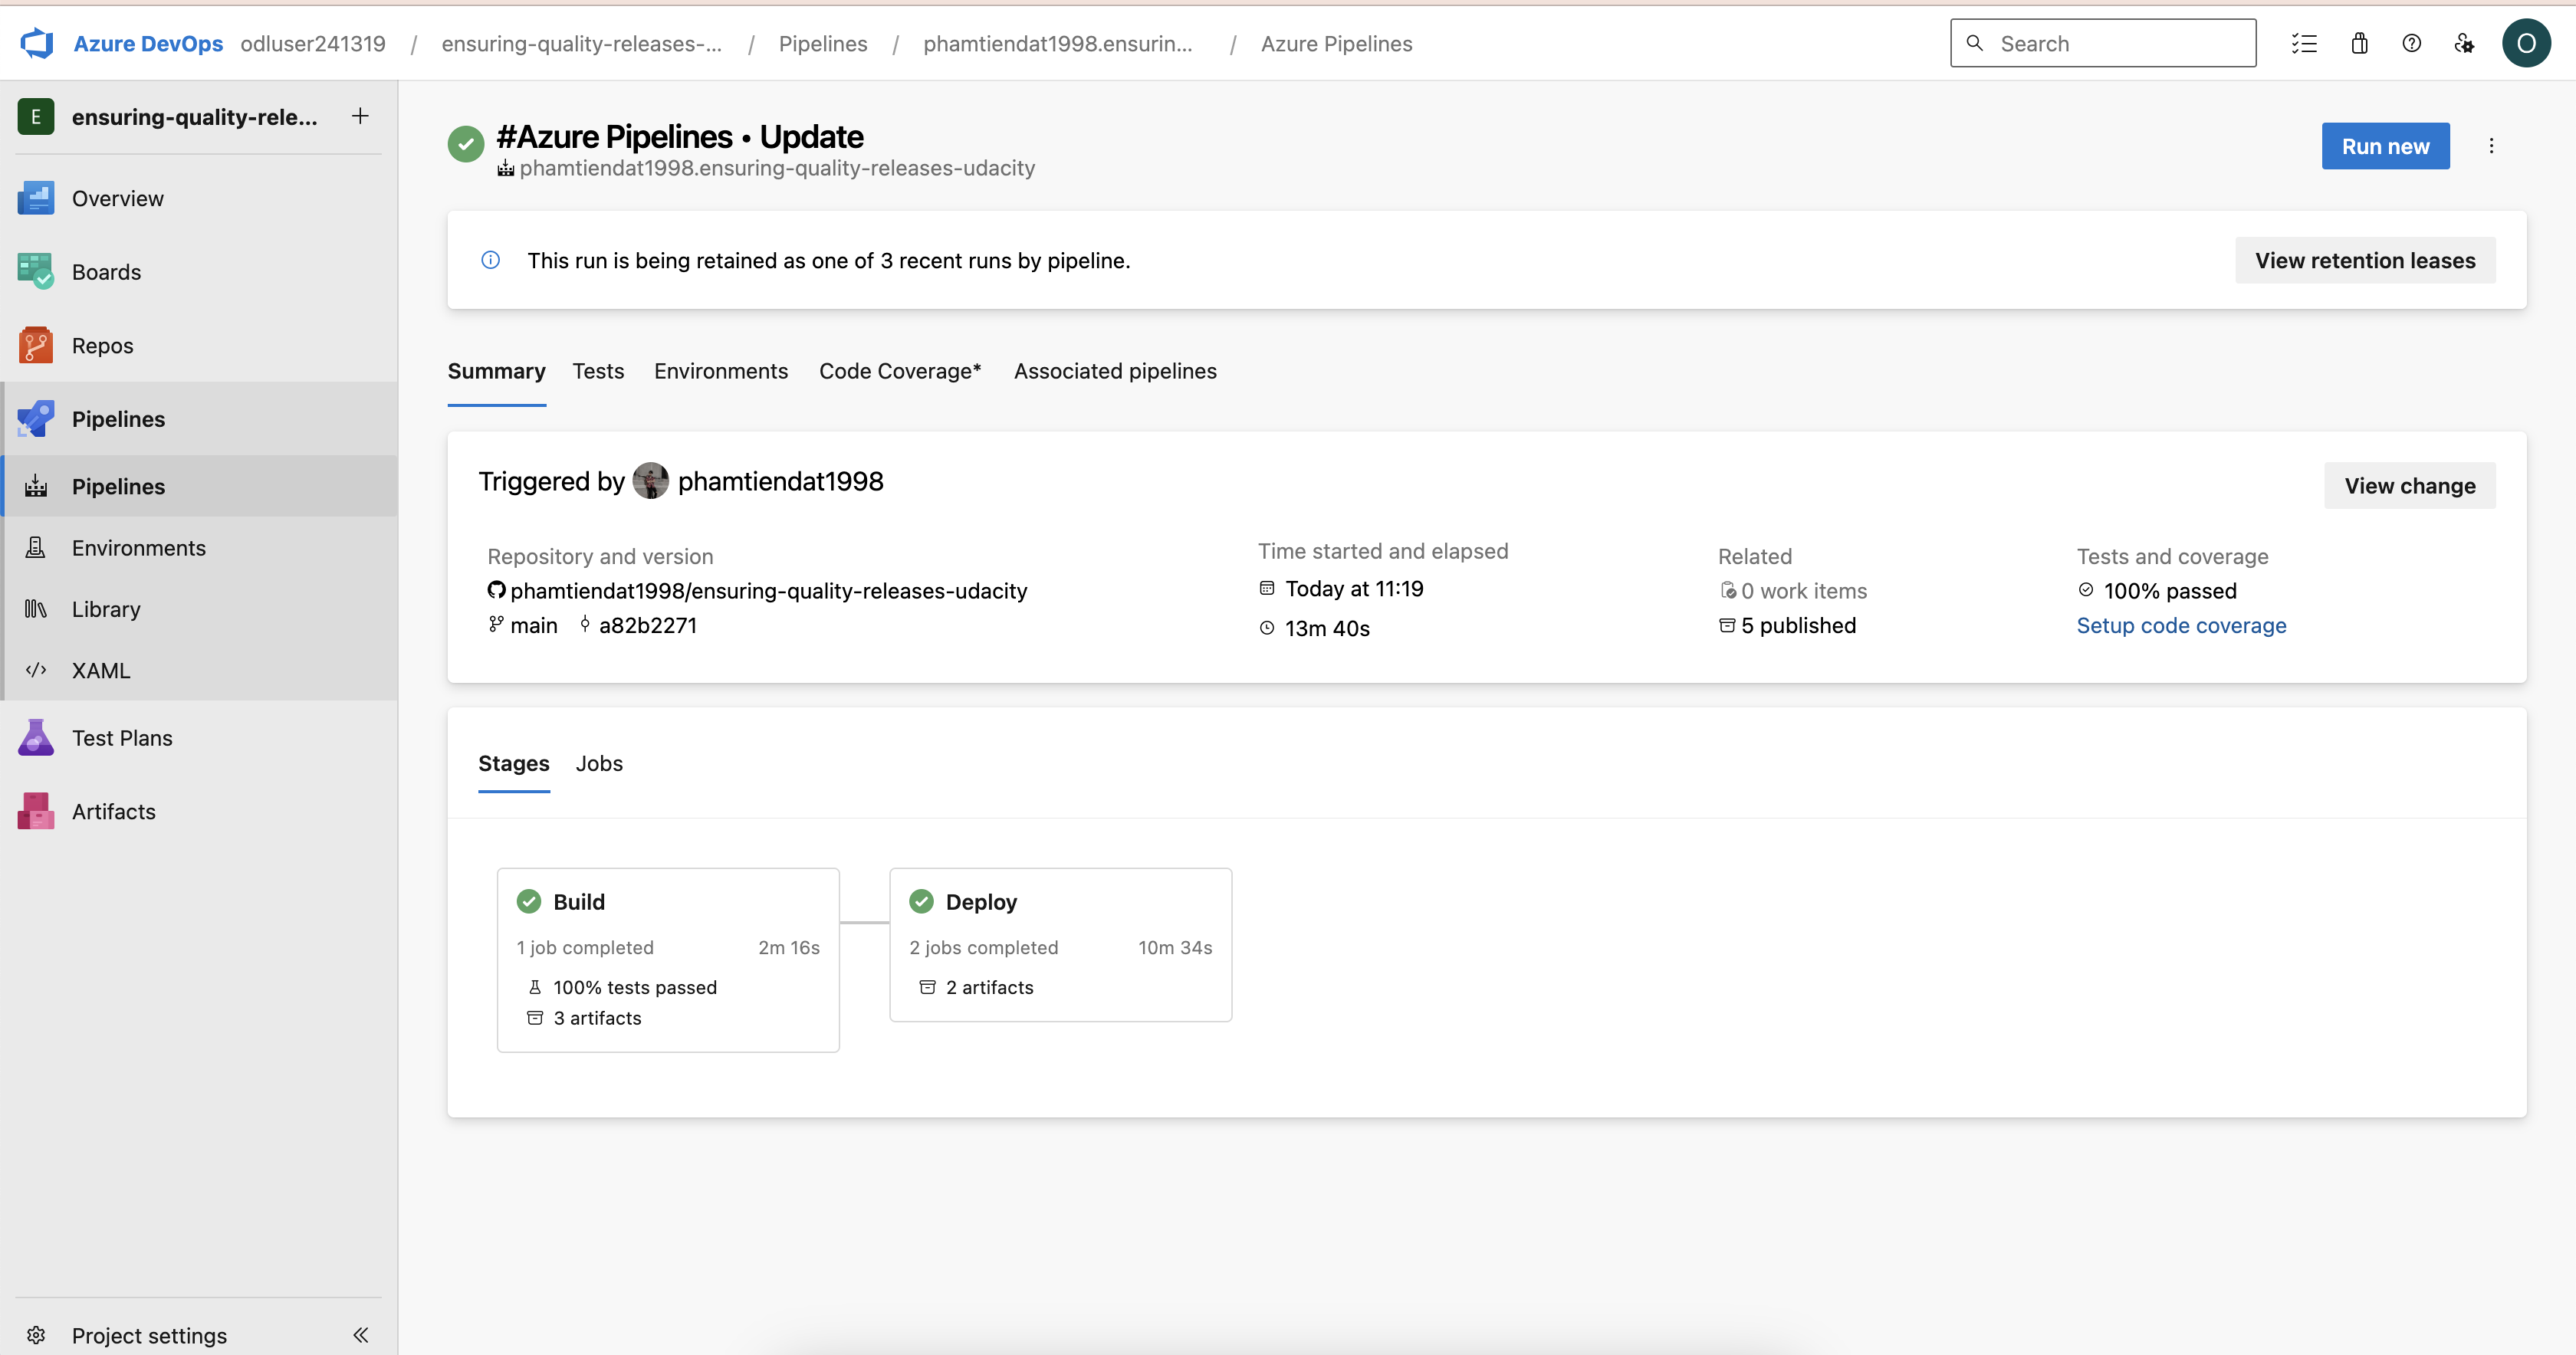 Azure DevOps odluser241319 / ensuring-quality-releases-... / Pipelines / phamtiendat1998.ensurin... / Azure Pipelines
Search
O
E ensuring-quality-rele... +
Overview
Boards
Repos
Pipelines
Pipelines
Environments
Library
XAML
Test Plans
Artifacts
Project settings
#Azure Pipelines • Update
phamtiendat1998.ensuring-quality-releases-udacity
Run new
This run is being retained as one of 3 recent runs by pipeline.
View retention leases
Summary Tests Environments Code Coverage* Associated pipelines
Triggered by phamtiendat1998
View change
Repository and version
phamtiendat1998/ensuring-quality-releases-udacity
main a82b2271
Time started and elapsed
Today at 11:19
13m 40s
Related
0 work items
5 published
Tests and coverage
100% passed
Setup code coverage
Stages Jobs
Build
1 job completed 2m 16s
100% tests passed
3 artifacts
Deploy
2 jobs completed 10m 34s
2 artifacts